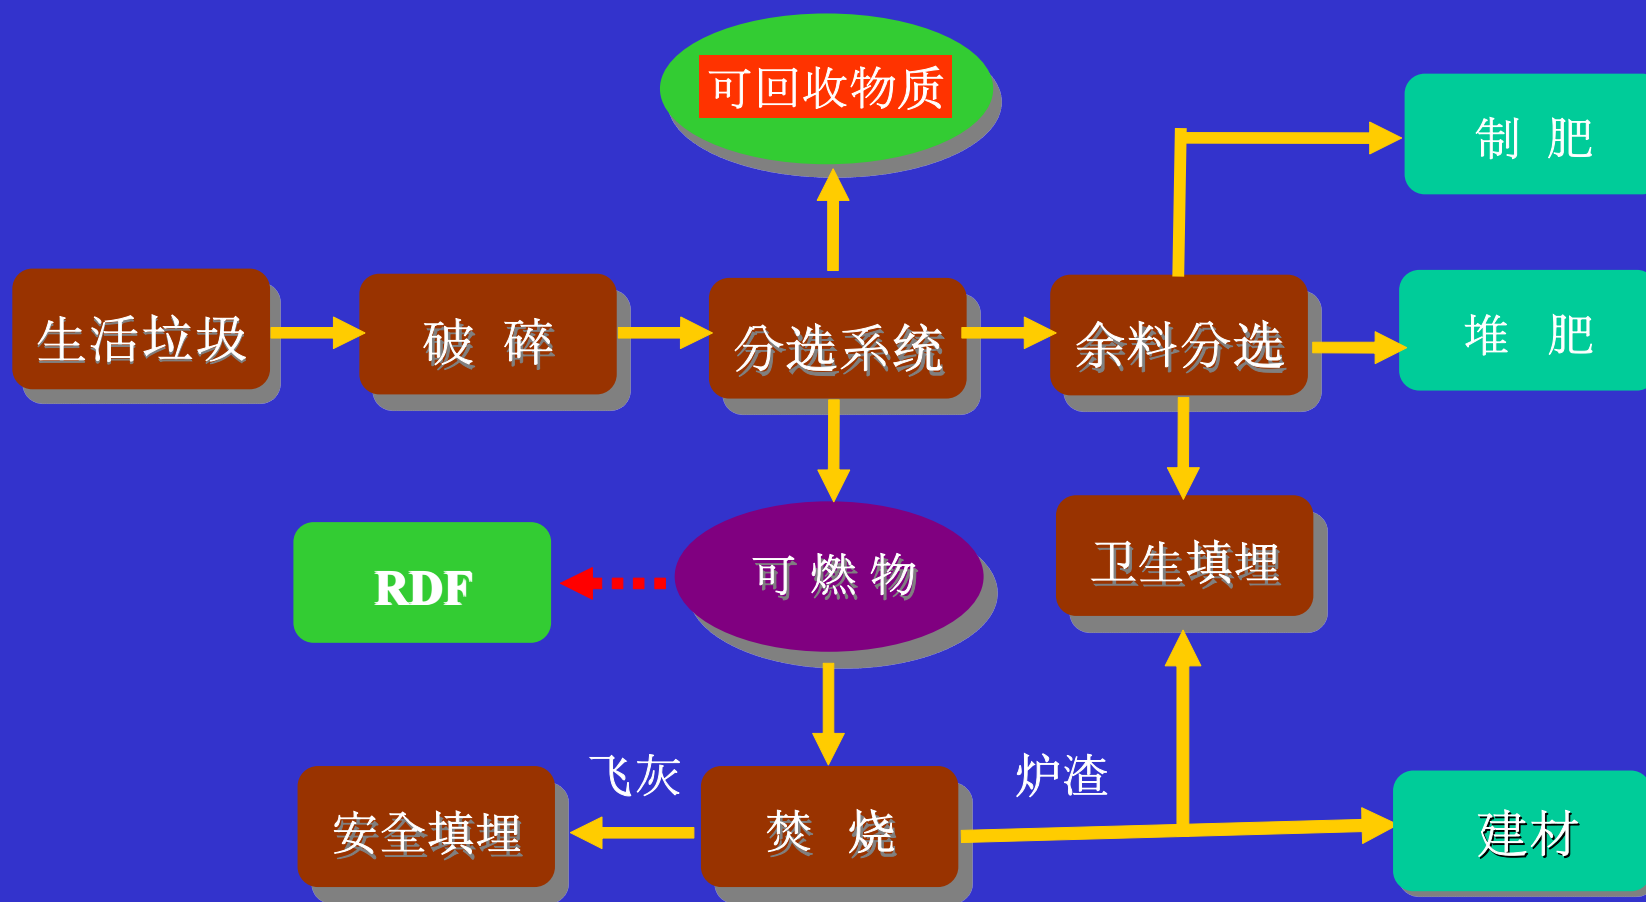 可回收物质
制 肥
生活垃圾
破 碎
分选系统
余料分选
堆 肥
RDF
可 燃 物
卫生填埋
飞灰
炉渣
安全填埋
焚 烧
建材